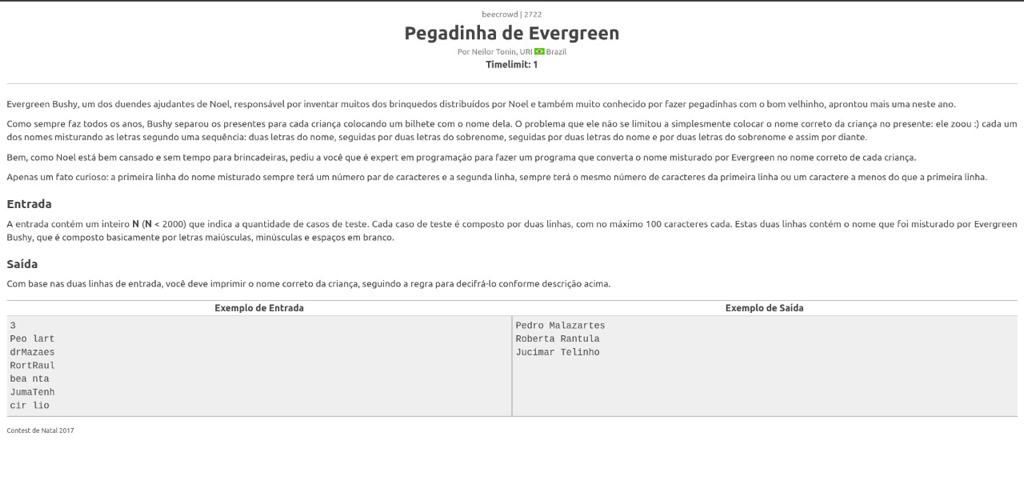 beecrowd | 2722
Pegadinha de Evergreen
Por Neilor Tonin, URI Brazil
Timelimit: 1
Evergreen Bushy, um dos duendes ajudantes de Noel, responsável por inventar muitos dos brinquedos distribuídos por Noel e também muito conhecido por fazer pegadinhas com o bom velhinho, aprontou mais uma neste ano.
Como sempre faz todos os anos, Bushy separou os presentes para cada criança colocando um bilhete com o nome dela. O problema que ele não se limitou a simplesmente colocar o nome correto da criança no presente: ele zoou :) cada um
dos nomes misturando as letras segundo uma sequência: duas letras do nome, seguidas por duas letras do sobrenome, seguidas por duas letras do nome e por duas letras do sobrenome e assim por diante.
Bem, como Noel está bem cansado e sem tempo para brincadeiras, pediu a você que é expert em programação para fazer um programa que converta o nome misturado por Evergreen no nome correto de cada criança.
Apenas um fato curioso: a primeira linha do nome misturado sempre terá um número par de caracteres e a segunda linha, sempre terá o mesmo número de caracteres da primeira linha ou um caractere a menos do que a primeira linha.
Entrada
A entrada contém um inteiro N (N < 2000) que indica a quantidade de casos de teste. Cada caso de teste é composto por duas linhas, com no máximo 100 caracteres cada. Estas duas linhas contém o nome que foi misturado por Evergreen
Bushy, que é composto basicamente por letras maiúsculas, minúsculas e espaços em branco.
Saída
Com base nas duas linhas de entrada, você deve imprimir o nome correto da criança, seguindo a regra para decifrá-lo conforme descrição acima.
Exemplo de Entrada
Exemplo de Saída
3
Peo lart
drMazaes
RortRaul
bea nta
JumaTenh
cir lio
Pedro Malazartes
Roberta Rantula
Jucimar Telinho
Contest de Natal 2017